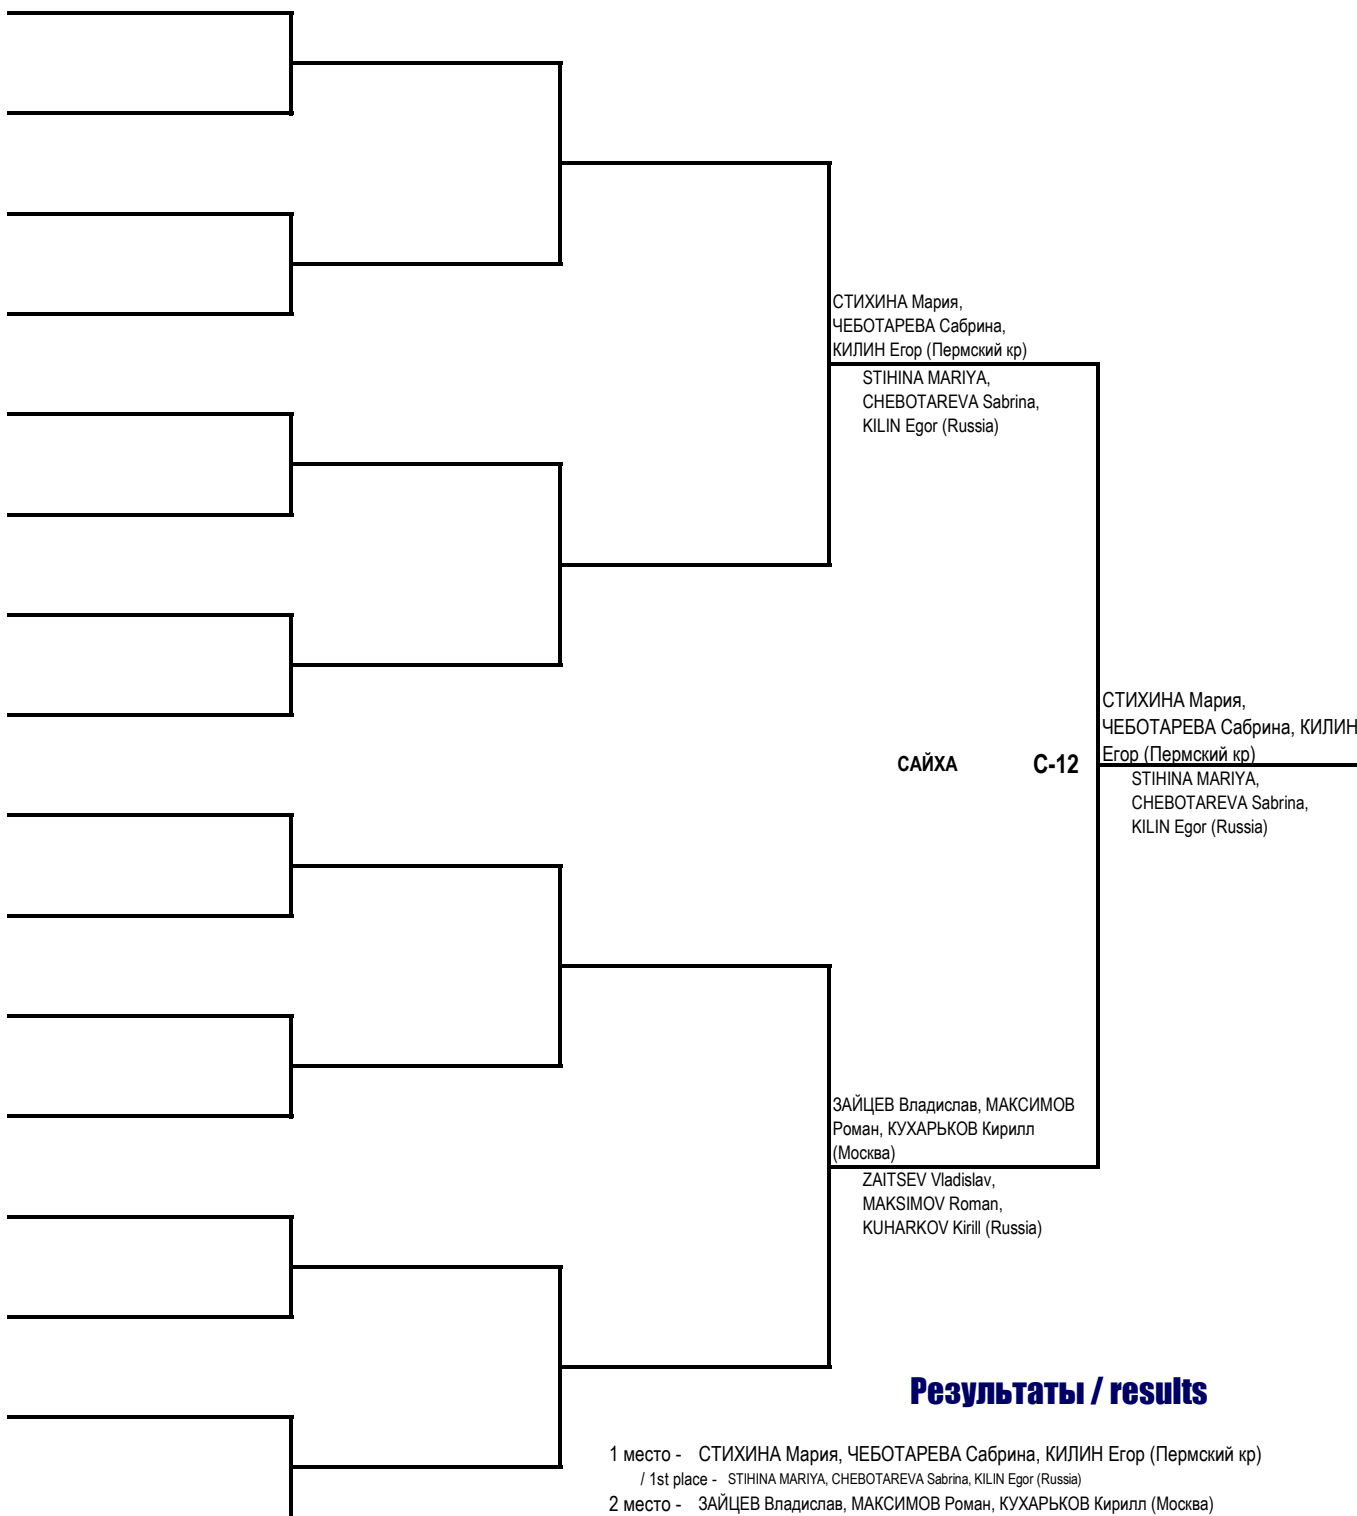 СТИХИНА Мария,
ЧЕБОТАРЕВА Сабрина,
КИЛИН Егор (Пермский кр)
STIHINA MARIYA,
CHEBOTAREVA Sabrina,
KILIN Egor (Russia)
САЙХА C-12
СТИХИНА Мария,
ЧЕБОТАРЕВА Сабрина, КИЛИН
Егор (Пермский кр)
STIHINA MARIYA,
CHEBOTAREVA Sabrina,
KILIN Egor (Russia)
ЗАЙЦЕВ Владислав, МАКСИМОВ
Роман, КУХАРЬКОВ Кирилл
(Москва)
ZAITSEV Vladislav,
MAKSIMOV Roman,
KUHARKOV Kirill (Russia)
Результаты / results
1 место - СТИХИНА Мария, ЧЕБОТАРЕВА Сабрина, КИЛИН Егор (Пермский кр)
/ 1st place - STIHINA MARIYA, CHEBOTAREVA Sabrina, KILIN Egor (Russia)
2 место - ЗАЙЦЕВ Владислав, МАКСИМОВ Роман, КУХАРЬКОВ Кирилл (Москва)